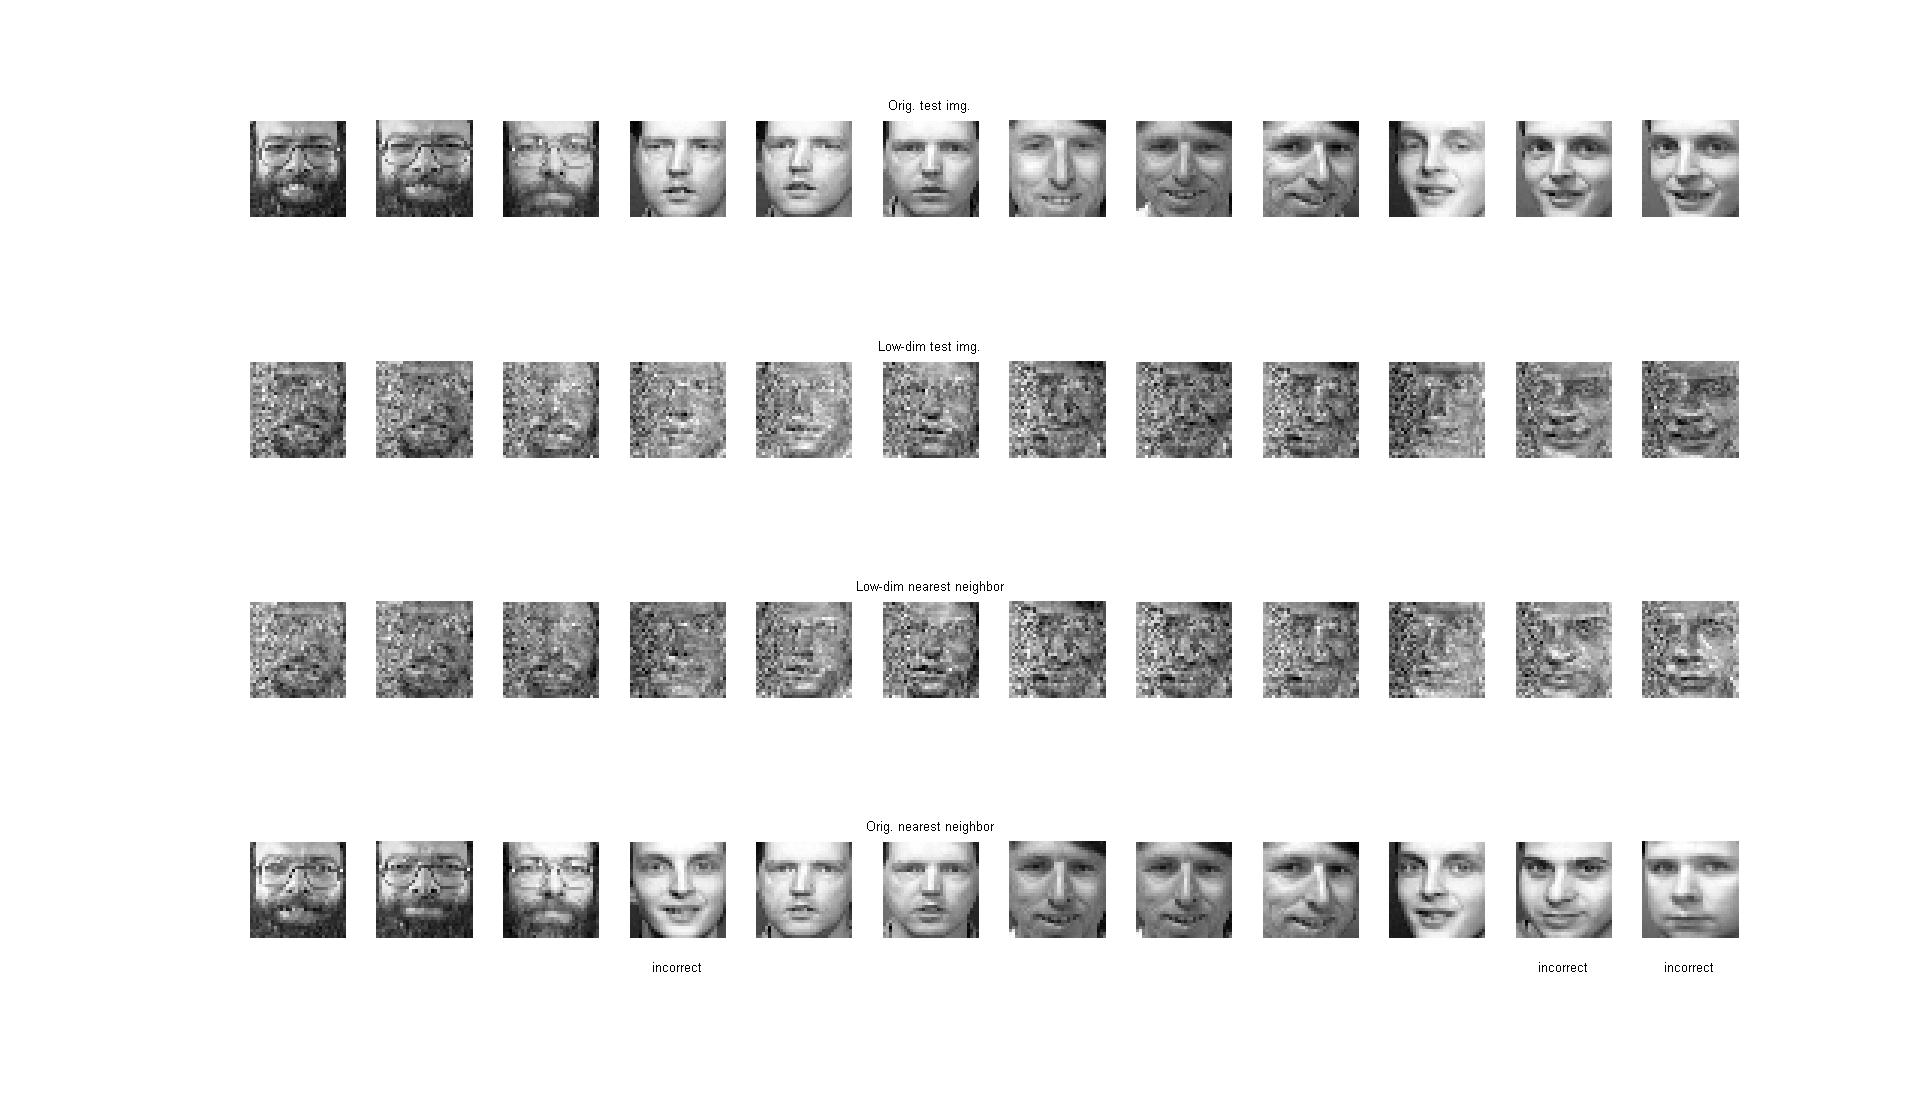 Orig. test img.
Low-dim test img.
Low-dim nearest neighbor
Orig. nearest neighbor
incorrect
incorrect
incorrect